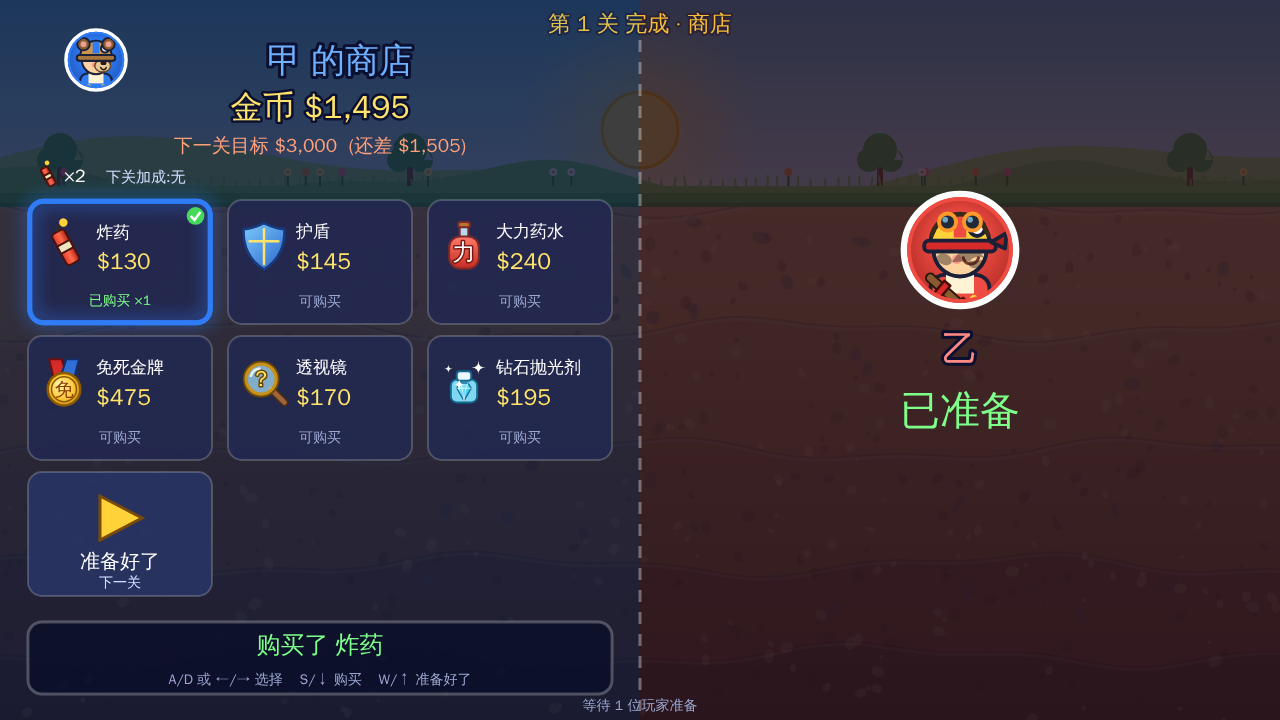 第 1 关 完成 · 商店
甲 的商店
金币 $1,495
下一关目标 $3,000 (还差 $1,505)
×2 下关加成:无
炸药
$130
已购买 ×1
护盾
$145
可购买
力
大力药水
$240
可购买
免
免死金牌
$475
可购买
?
透视镜
$170
可购买
钻石抛光剂
$195
可购买
准备好了
下一关
购买了 炸药
A/D 或 ←/→ 选择 S/↓ 购买 W/↑ 准备好了
乙
已准备
等待 1 位玩家准备